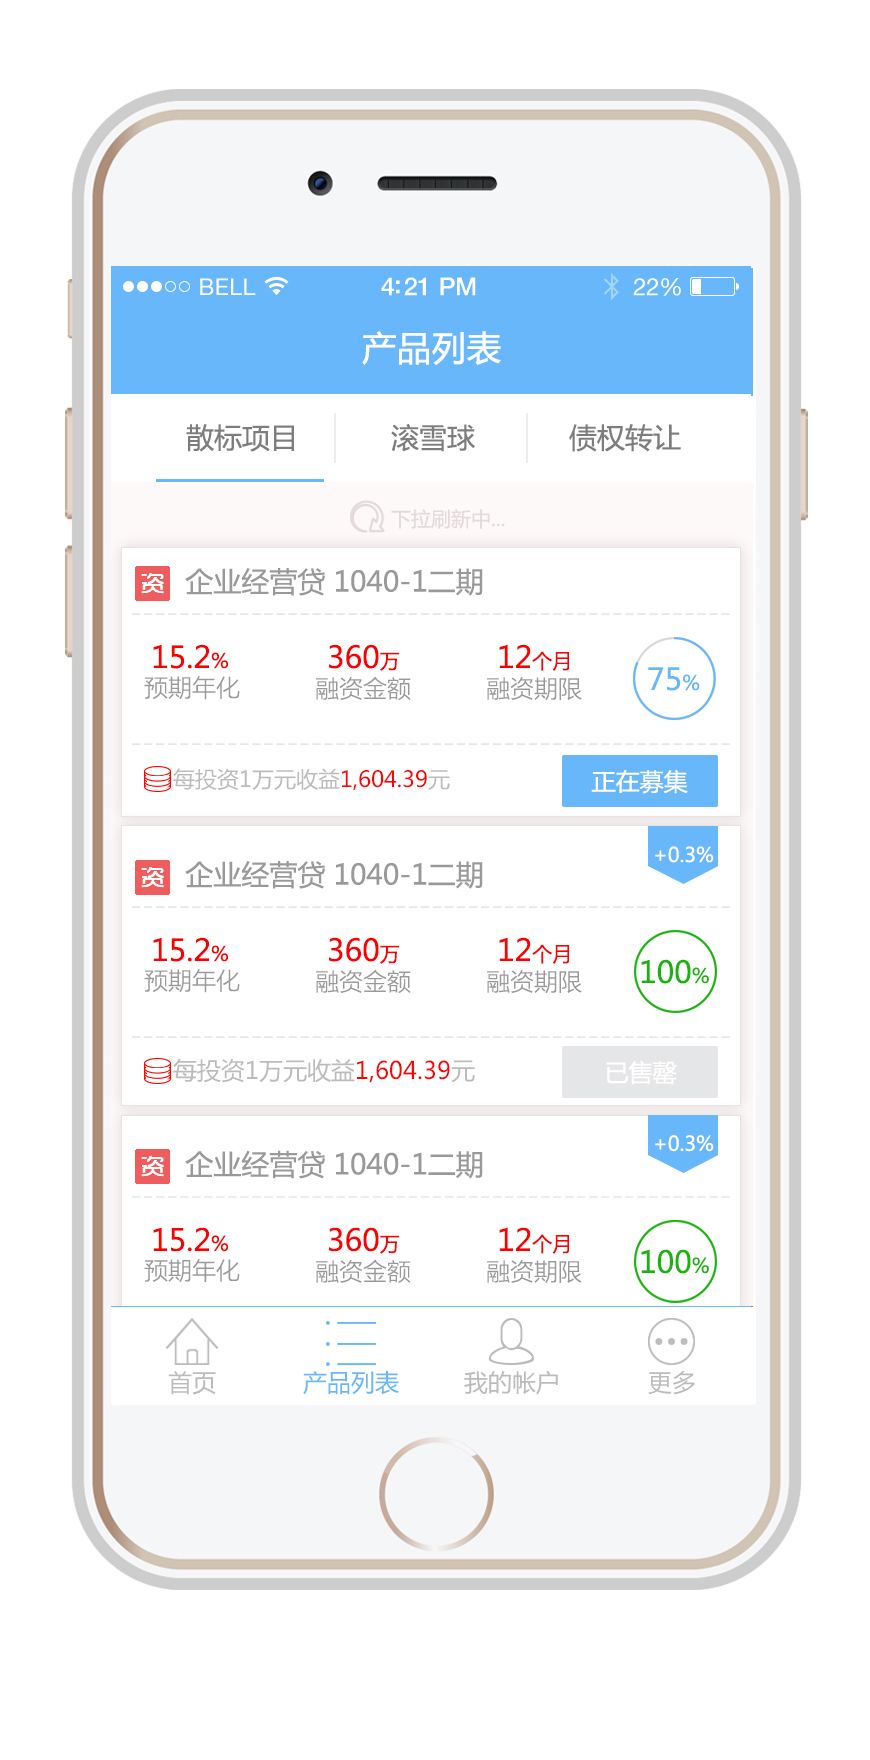 BELL 4:21 PM 22%
产品列表
散标项目 滚雪球 债权转让
下拉刷新中...
资 企业经营贷 1040-1二期
15.2% 360万 12个月 75%
预期年化 融资金额 融资期限
每投资1万元收益1,604.39元 正在募集
+0.3%
资 企业经营贷 1040-1二期
15.2% 360万 12个月 100%
预期年化 融资金额 融资期限
每投资1万元收益1,604.39元 已售罄
+0.3%
资 企业经营贷 1040-1二期
15.2% 360万 12个月 100%
预期年化 融资金额 融资期限
首页 产品列表 我的帐户 更多